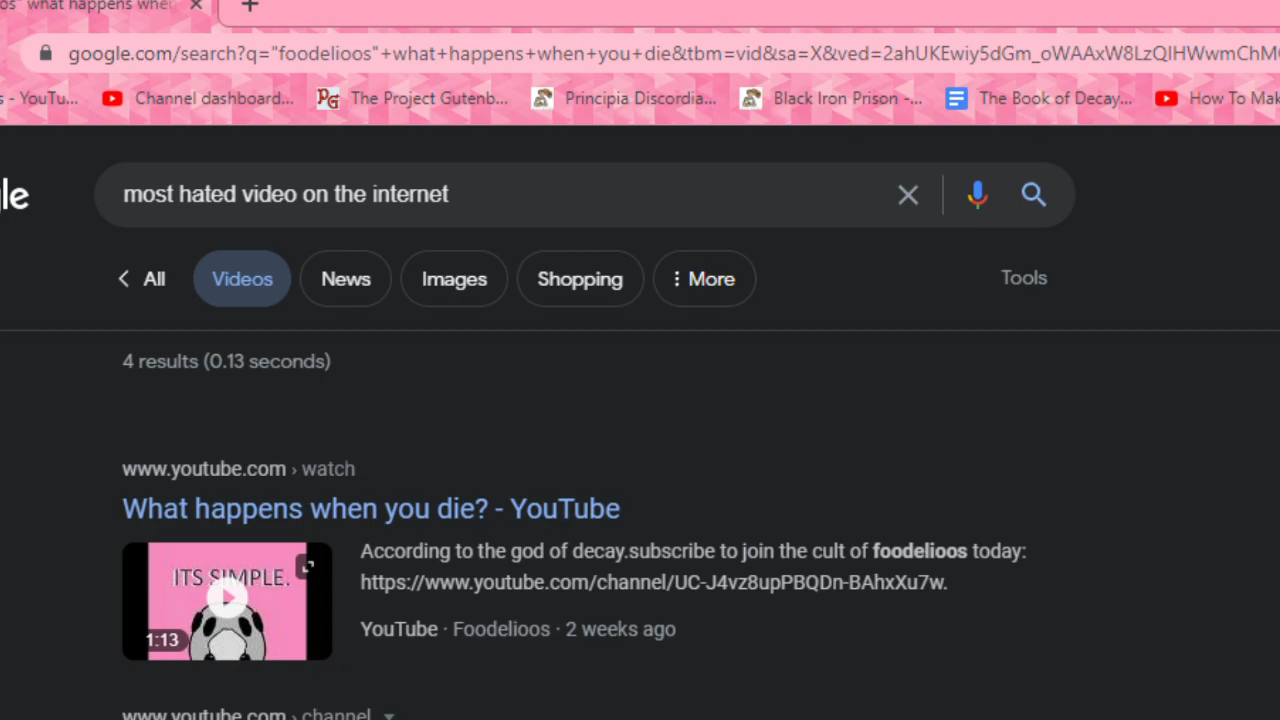 os" what happens when
google.com/search?q="foodelioos"+what+happens+when+you+die&tbm=vid&sa=X&ved=2ahUKEwiy5dGm_oWAAxW8LzQIHWwmChM
s - YouTu... Channel dashboard... PG The Project Gutenb... Principia Discordia... Black Iron Prison -... The Book of Decay... How To Mak
gle
most hated video on the internet
All Videos News Images Shopping More Tools
4 results (0.13 seconds)
www.youtube.com › watch
What happens when you die? - YouTube
ITS SIMPLE.
1:13
According to the god of decay.subscribe to join the cult of foodelioos today:
https://www.youtube.com/channel/UC-J4vz8upPBQDn-BAhxXu7w.
YouTube · Foodelioos · 2 weeks ago
www.youtube.com › channel